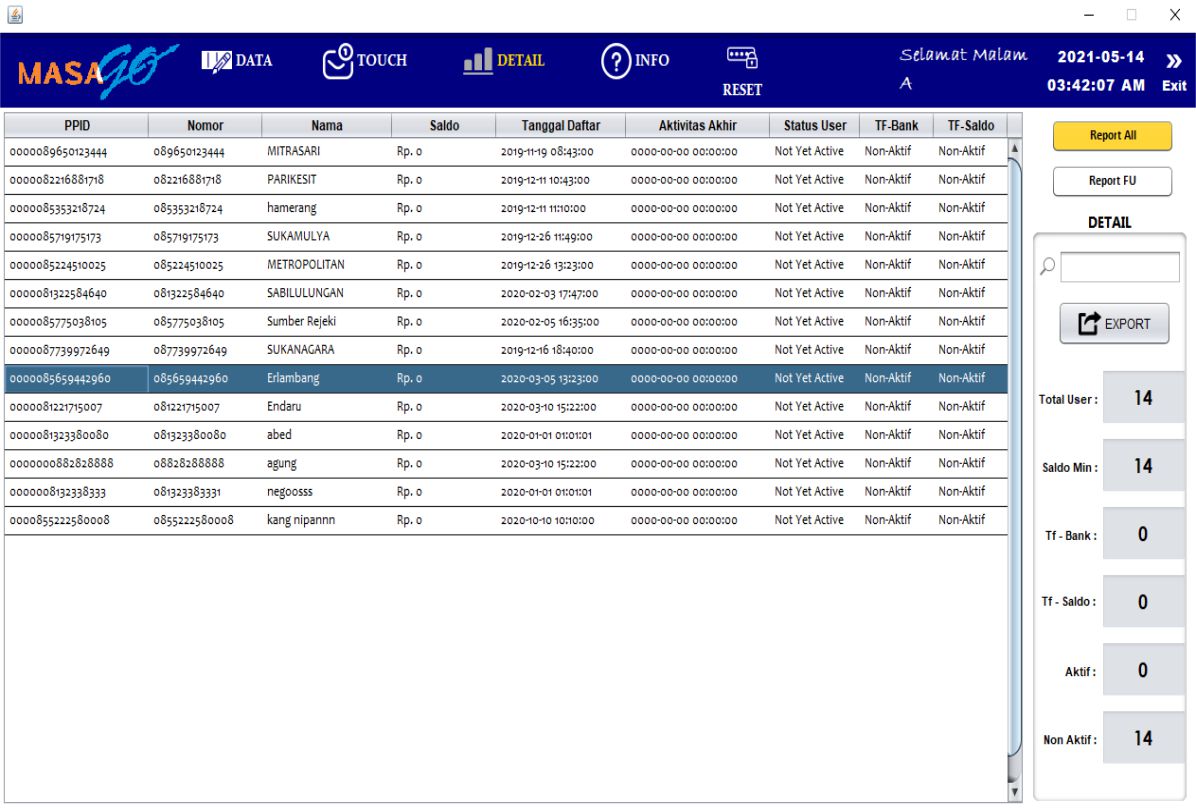 MASAGO
DATA
TOUCH
DETAIL
INFO
RESET
Selamat Malam
A
2021-05-14
03:42:07 AM
Exit
PPID Nomor Nama Saldo Tanggal Daftar Aktivitas Akhir Status User TF-Bank TF-Saldo
0000089650123444 089650123444 MITRASARI Rp. 0 2019-11-19 08:43:00 0000-00-00 00:00:00 Not Yet Active Non-Aktif Non-Aktif
0000082216881718 082216881718 PARIKESIT Rp. 0 2019-12-11 10:43:00 0000-00-00 00:00:00 Not Yet Active Non-Aktif Non-Aktif
0000085353218724 085353218724 hamerang Rp. 0 2019-12-11 11:10:00 0000-00-00 00:00:00 Not Yet Active Non-Aktif Non-Aktif
0000085719175173 085719175173 SUKAMULYA Rp. 0 2019-12-26 11:49:00 0000-00-00 00:00:00 Not Yet Active Non-Aktif Non-Aktif
0000085224510025 085224510025 METROPOLITAN Rp. 0 2019-12-26 13:23:00 0000-00-00 00:00:00 Not Yet Active Non-Aktif Non-Aktif
0000081322584640 081322584640 SABILULUNGAN Rp. 0 2020-02-03 17:47:00 0000-00-00 00:00:00 Not Yet Active Non-Aktif Non-Aktif
0000085775038105 085775038105 Sumber Rejeki Rp. 0 2020-02-05 16:35:00 0000-00-00 00:00:00 Not Yet Active Non-Aktif Non-Aktif
0000087739972649 087739972649 SUKANAGARA Rp. 0 2019-12-16 18:40:00 0000-00-00 00:00:00 Not Yet Active Non-Aktif Non-Aktif
0000085659442960 085659442960 Erlambang Rp. 0 2020-03-05 13:23:00 0000-00-00 00:00:00 Not Yet Active Non-Aktif Non-Aktif
0000081221715007 081221715007 Endaru Rp. 0 2020-03-10 15:22:00 0000-00-00 00:00:00 Not Yet Active Non-Aktif Non-Aktif
0000081323380080 081323380080 abed Rp. 0 2020-01-01 01:01:01 0000-00-00 00:00:00 Not Yet Active Non-Aktif Non-Aktif
0000000882828888 08828288888 agung Rp. 0 2020-03-10 15:22:00 0000-00-00 00:00:00 Not Yet Active Non-Aktif Non-Aktif
0000008132338333 081323383331 negoosss Rp. 0 2020-01-01 01:01:01 0000-00-00 00:00:00 Not Yet Active Non-Aktif Non-Aktif
0000855222580008 0855222580008 kang nipannn Rp. 0 2020-10-10 10:10:00 0000-00-00 00:00:00 Not Yet Active Non-Aktif Non-Aktif
Report All
Report FU
DETAIL
EXPORT
Total User : 14
Saldo Min : 14
Tf - Bank : 0
Tf - Saldo : 0
Aktif : 0
Non Aktif : 14